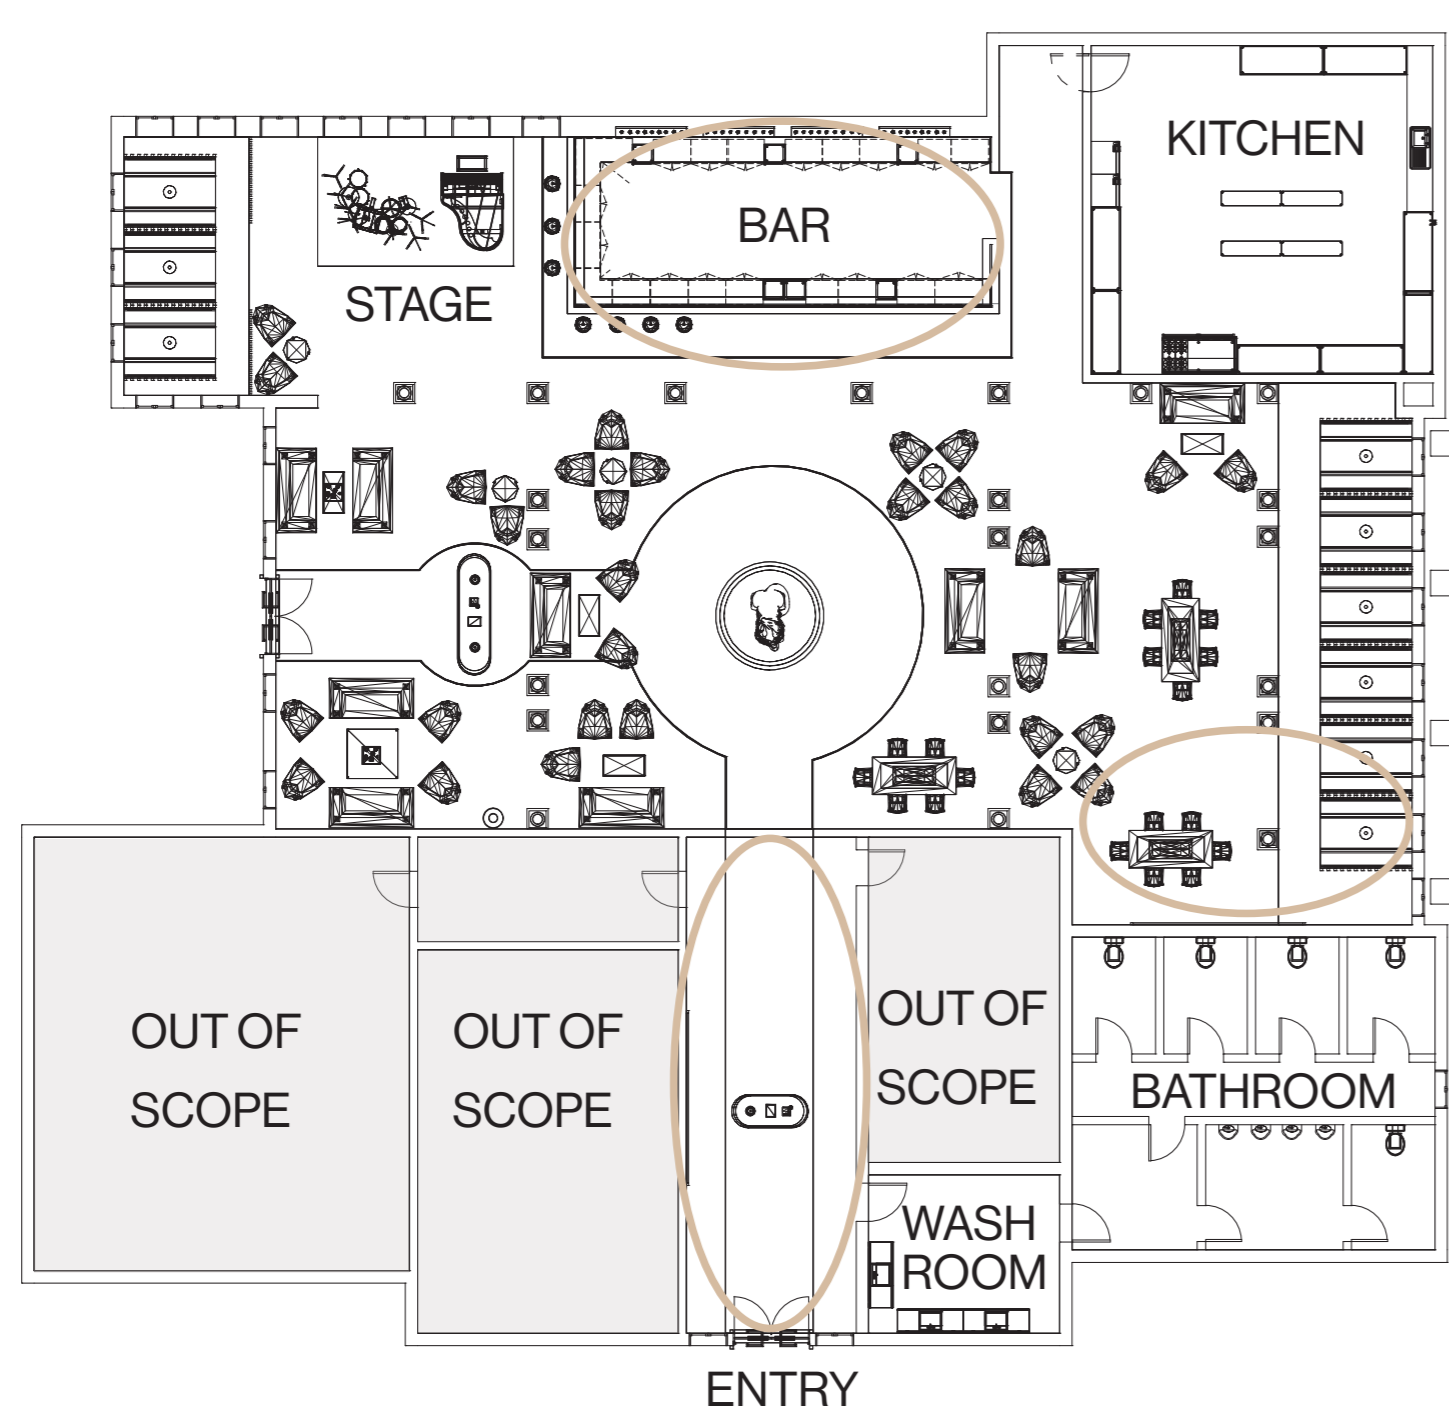 KITCHEN
BAR
STAGE
OUT OF
SCOPE
OUT OF
SCOPE
OUT OF
SCOPE
BATHROOM
WASH
ROOM
ENTRY